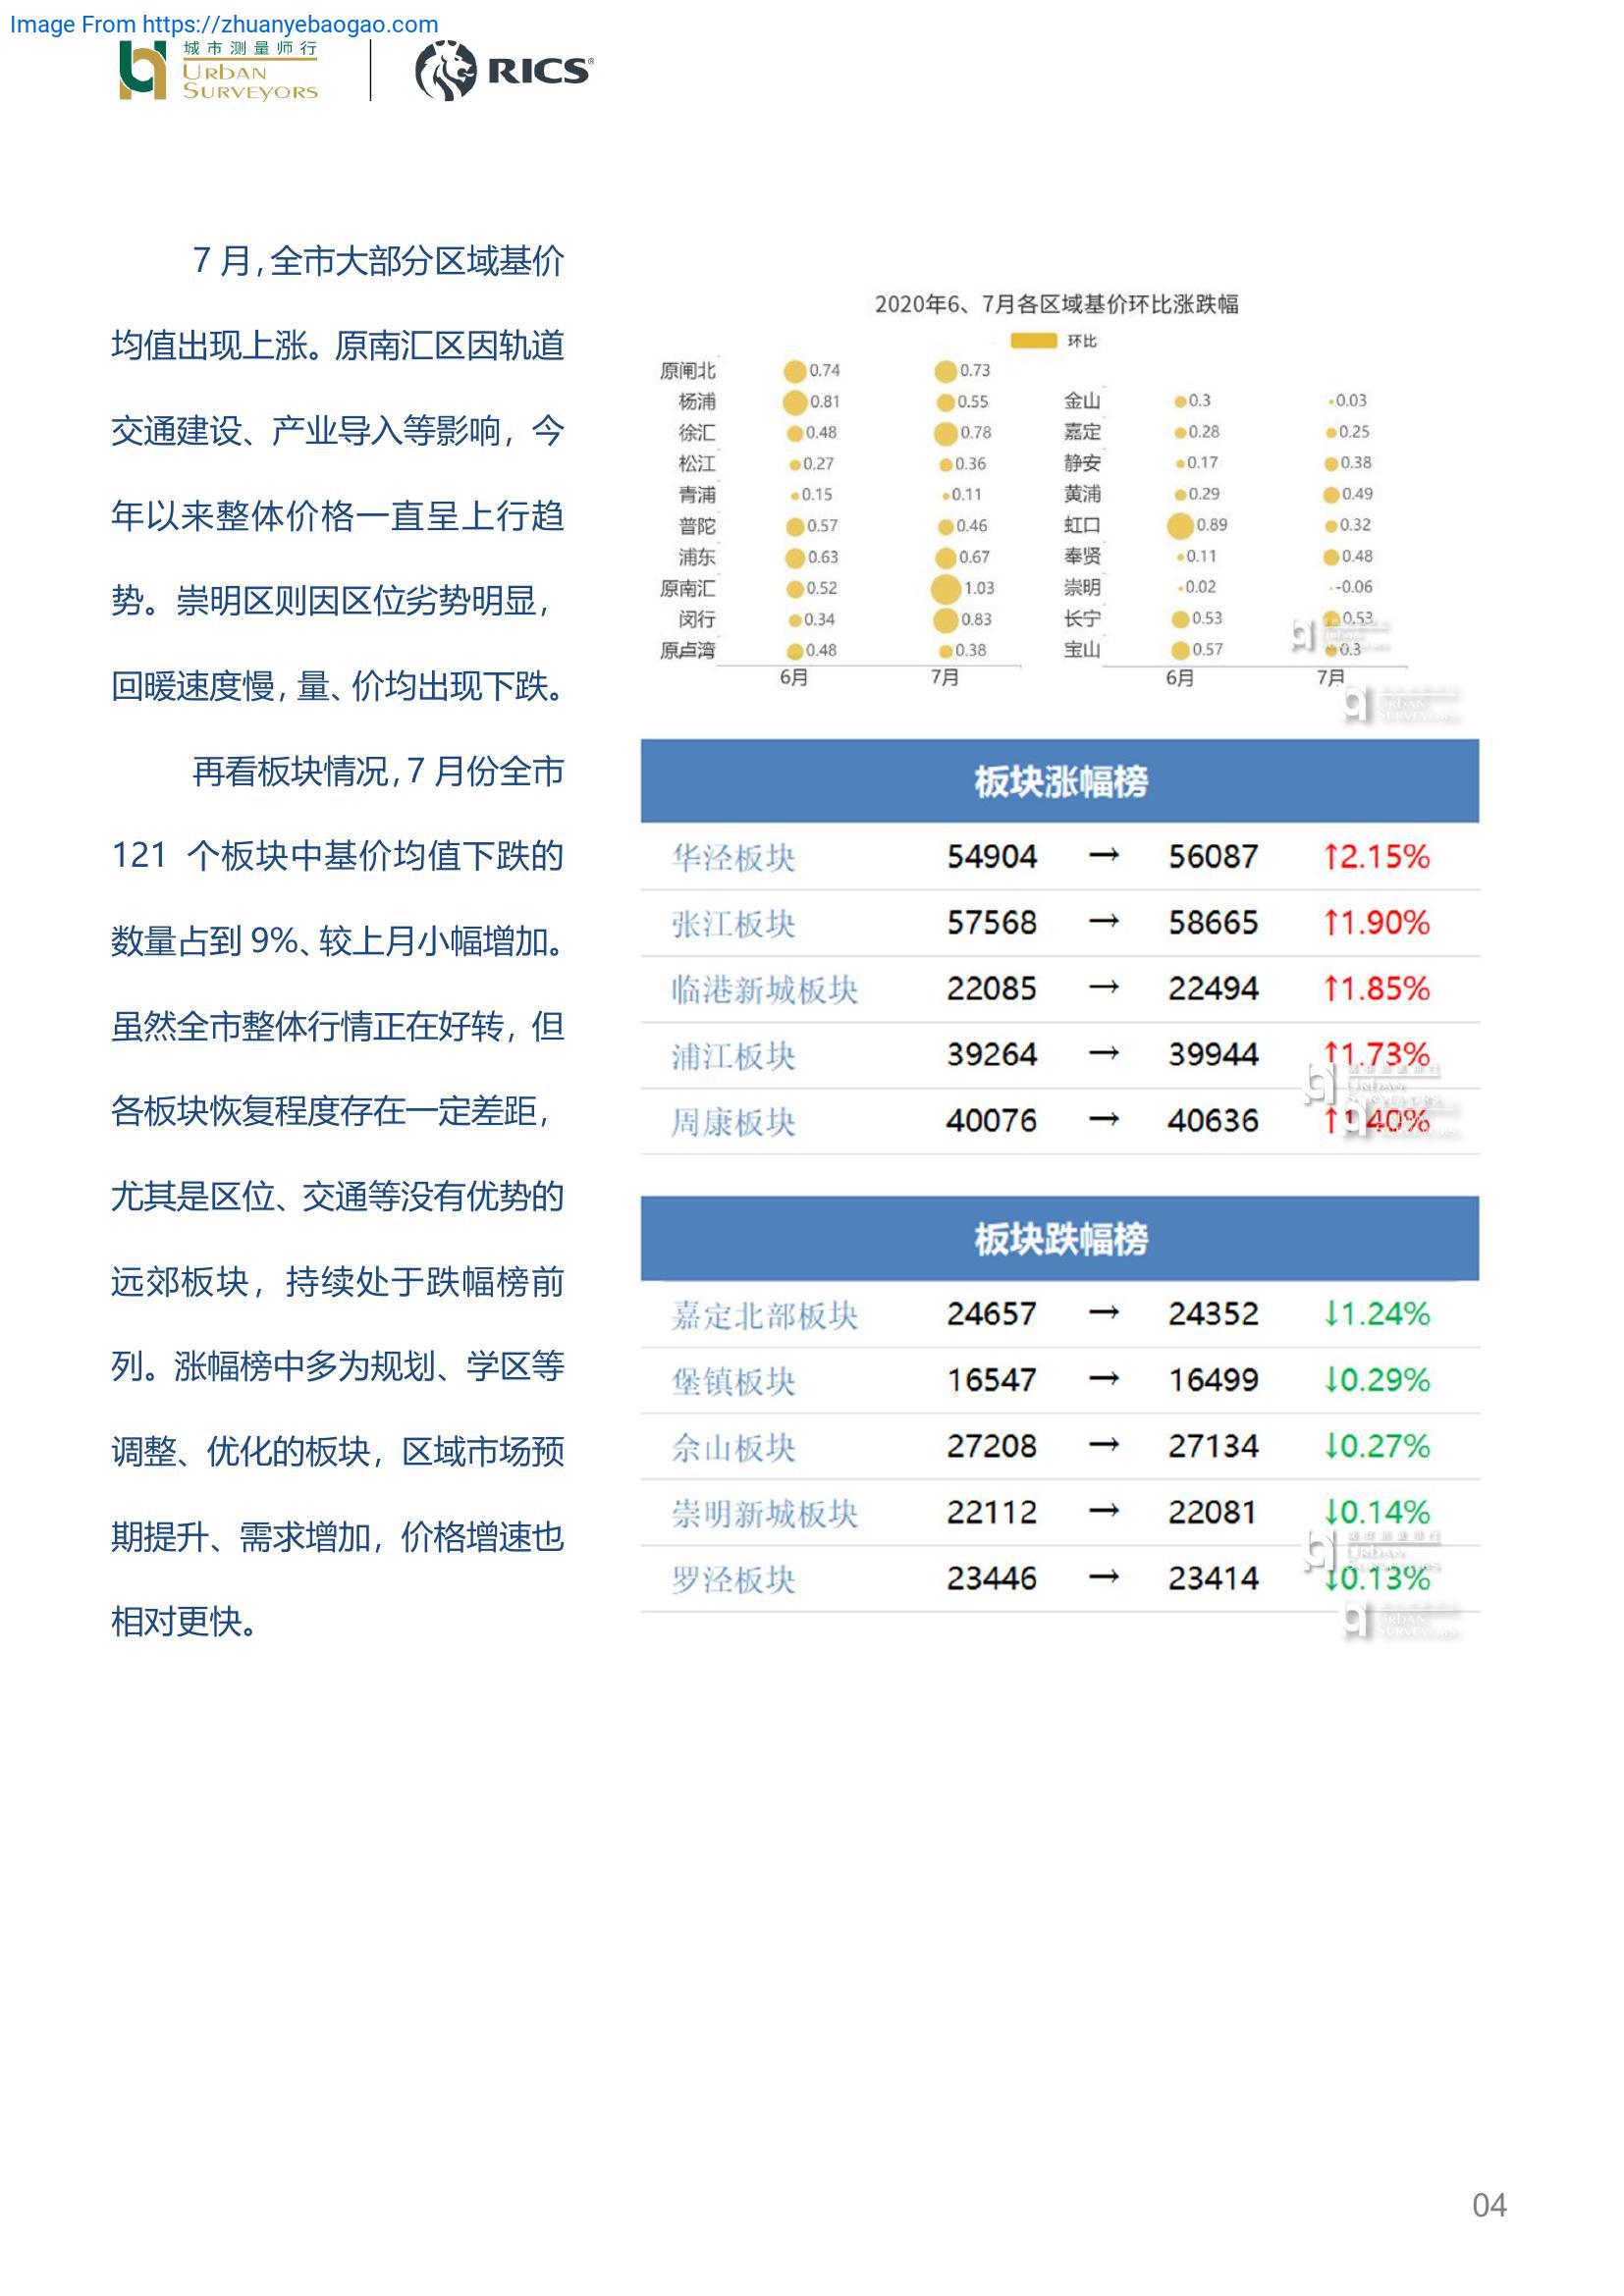 Image From https://zhuanyebaogao.com
城市测量师行
URBAN
SURVEYORS
RICS®
7 月，全市大部分区域基价
均值出现上涨。原南汇区因轨道
交通建设、产业导入等影响，今
年以来整体价格一直呈上行趋
势。崇明区则因区位劣势明显，
回暖速度慢，量、价均出现下跌。
再看板块情况，7 月份全市
121 个板块中基价均值下跌的
数量占到 9%、较上月小幅增加。
虽然全市整体行情正在好转，但
各板块恢复程度存在一定差距，
尤其是区位、交通等没有优势的
远郊板块，持续处于跌幅榜前
列。涨幅榜中多为规划、学区等
调整、优化的板块，区域市场预
期提升、需求增加，价格增速也
相对更快。
2020年6、7月各区域基价环比涨跌幅
环比
原闸北 0.74 0.73
杨浦 0.81 0.55
徐汇 0.48 0.78
松江 0.27 0.36
青浦 0.15 0.11
普陀 0.57 0.46
浦东 0.63 0.67
原南汇 0.52 1.03
闵行 0.34 0.83
原卢湾 0.48 0.38
6月 7月
金山 0.3 0.03
嘉定 0.28 0.25
静安 0.17 0.38
黄浦 0.29 0.49
虹口 0.89 0.32
奉贤 0.11 0.48
崇明 0.02 -0.06
长宁 0.53 0.53
宝山 0.57 0.3
6月 7月
板块涨幅榜
华泾板块 54904 → 56087 ↑2.15%
张江板块 57568 → 58665 ↑1.90%
临港新城板块 22085 → 22494 ↑1.85%
浦江板块 39264 → 39944 ↑1.73%
周康板块 40076 → 40636 ↑1.40%
板块跌幅榜
嘉定北部板块 24657 → 24352 ↓1.24%
堡镇板块 16547 → 16499 ↓0.29%
佘山板块 27208 → 27134 ↓0.27%
崇明新城板块 22112 → 22081 ↓0.14%
罗泾板块 23446 → 23414 ↓0.13%
04